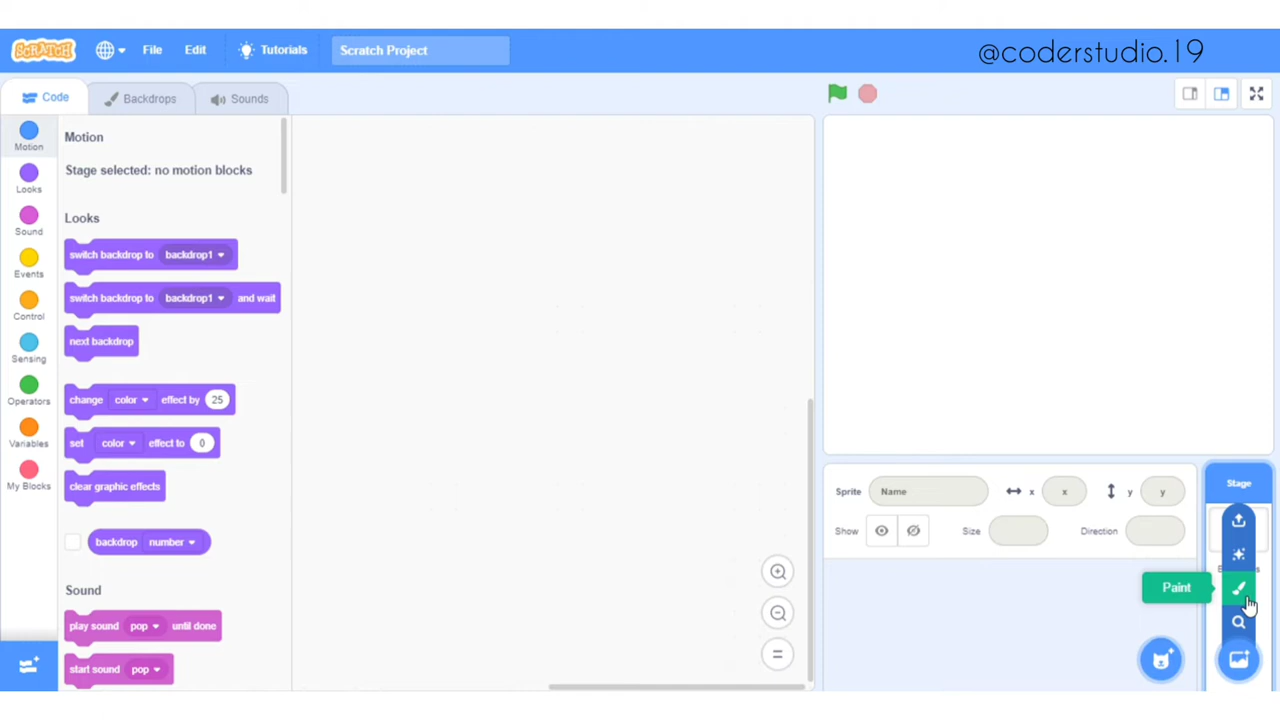 SCRATCH File Edit Tutorials Scratch Project @coderstudio.19
Code Backdrops Sounds
Motion
Looks
Sound
Events
Control
Sensing
Operators
Variables
My Blocks
Motion
Stage selected: no motion blocks
Looks
switch backdrop to backdrop1
switch backdrop to backdrop1 and wait
next backdrop
change color effect by 25
set color effect to 0
clear graphic effects
backdrop number
Sound
play sound pop until done
start sound pop
Sprite Name x x y y
Show Size Direction
Stage
Paint